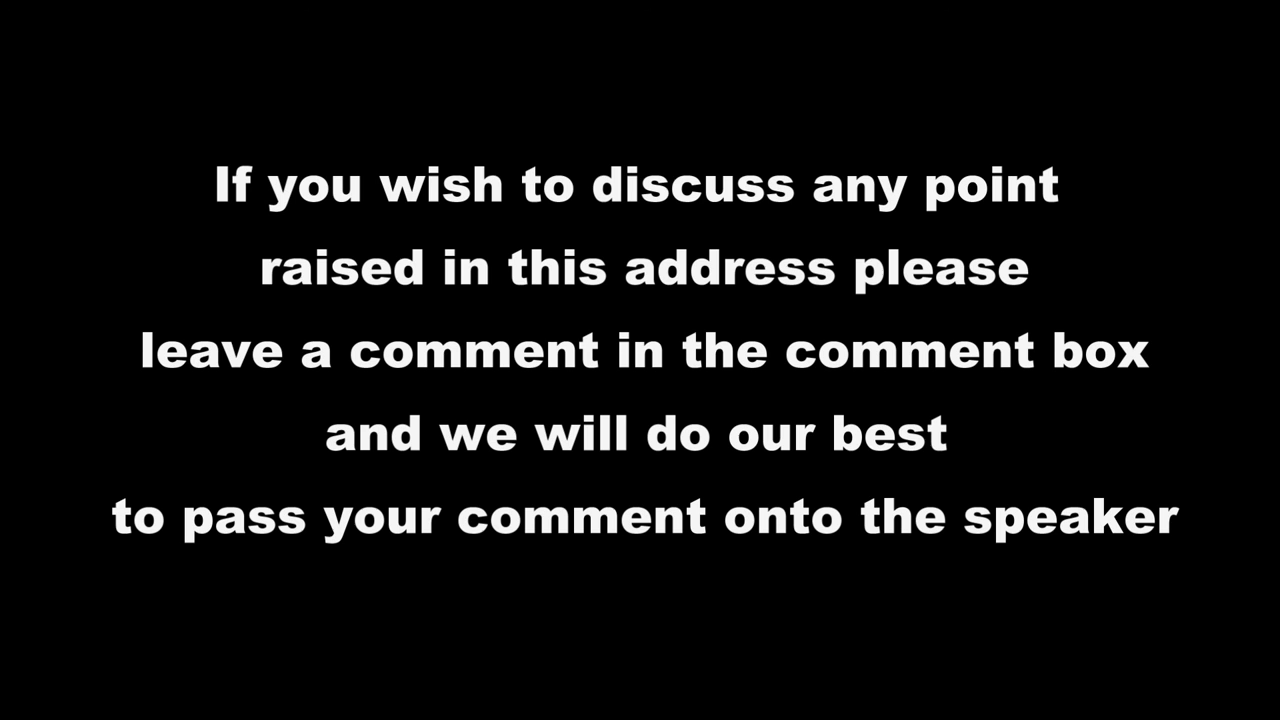 If you wish to discuss any point
raised in this address please
leave a comment in the comment box
and we will do our best
to pass your comment onto the speaker